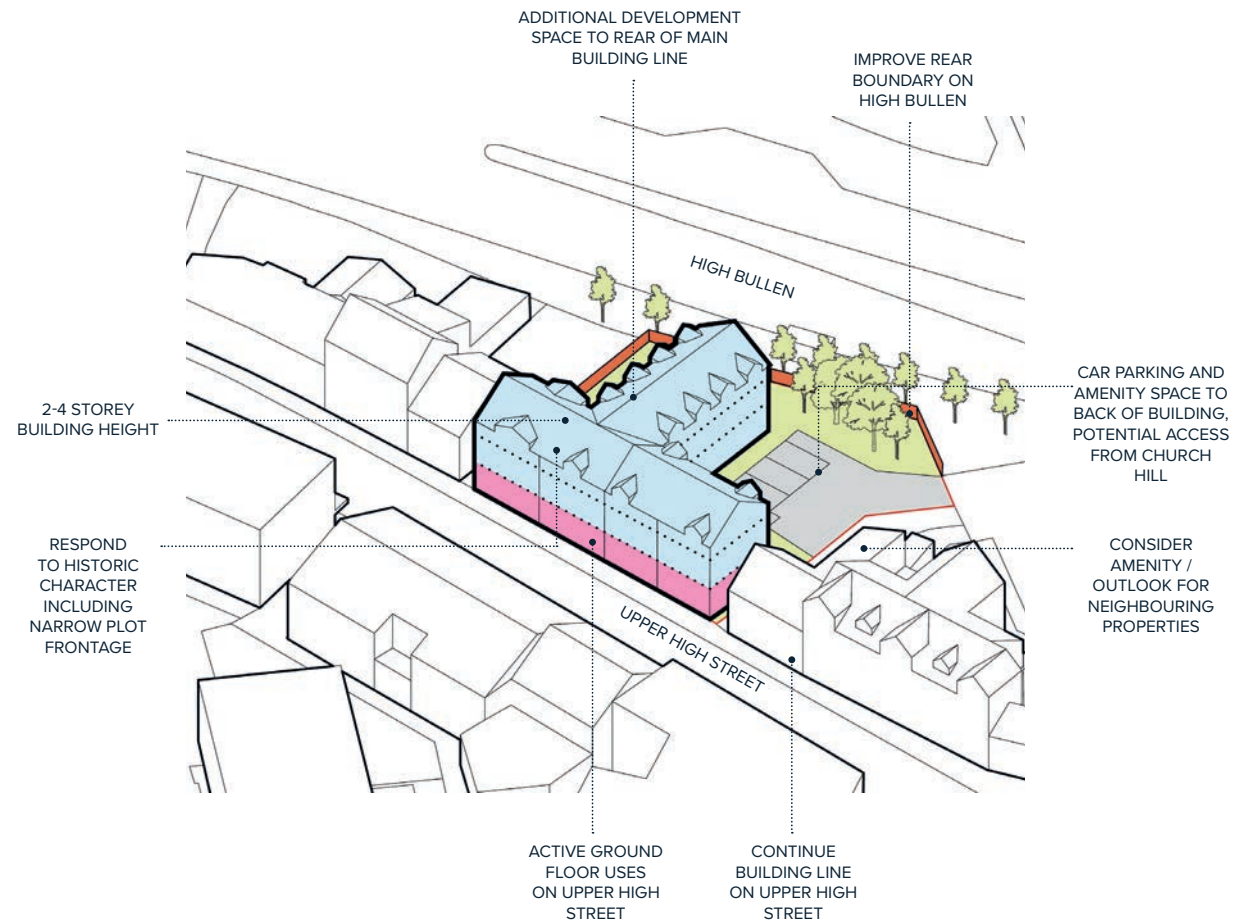 ADDITIONAL DEVELOPMENT
SPACE TO REAR OF MAIN
BUILDING LINE
IMPROVE REAR
BOUNDARY ON
HIGH BULLEN
HIGH BULLEN
2-4 STOREY
BUILDING HEIGHT
CAR PARKING AND
AMENITY SPACE TO
BACK OF BUILDING,
POTENTIAL ACCESS
FROM CHURCH
HILL
RESPOND
TO HISTORIC
CHARACTER
INCLUDING
NARROW PLOT
FRONTAGE
CONSIDER
AMENITY /
OUTLOOK FOR
NEIGHBOURING
PROPERTIES
UPPER HIGH STREET
ACTIVE GROUND
FLOOR USES
ON UPPER HIGH
STREET
CONTINUE
BUILDING LINE
ON UPPER HIGH
STREET